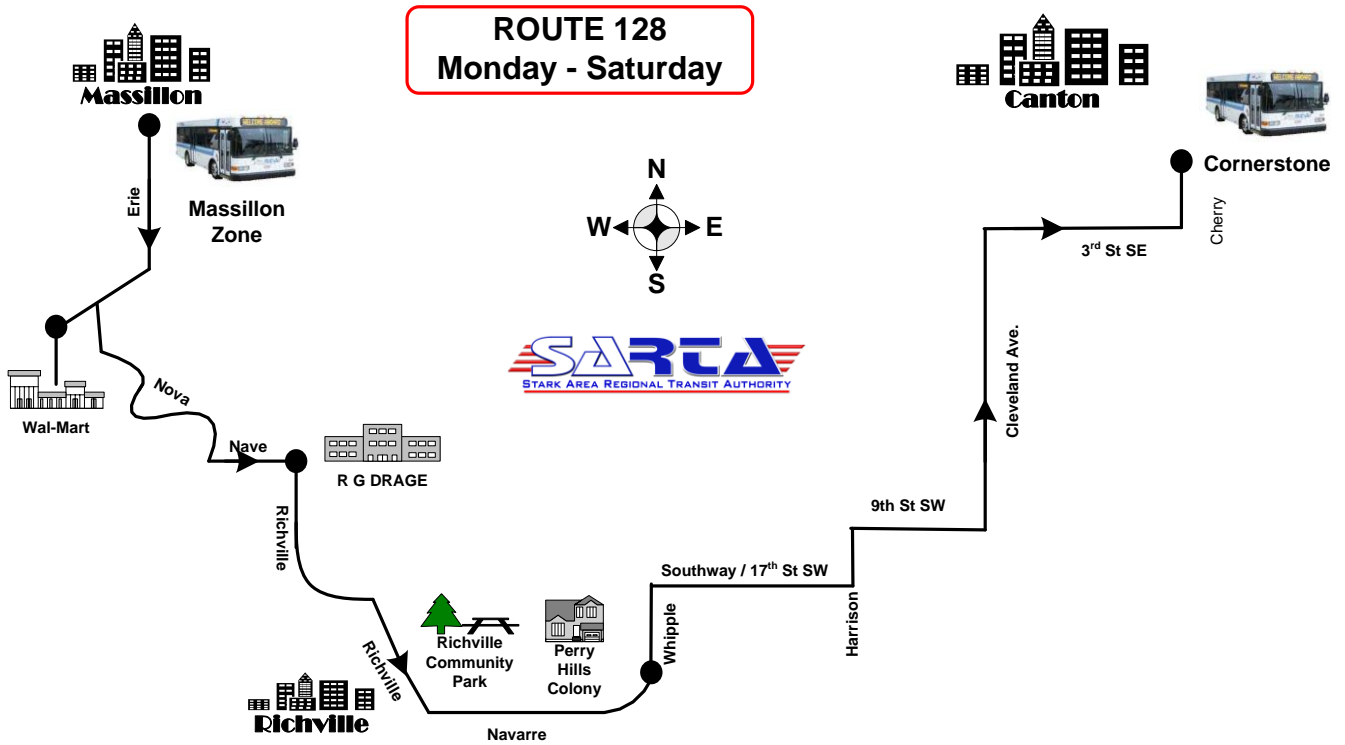 ROUTE 128
Monday - Saturday
Massillon
Canton
Cornerstone
Massillon
Zone
Erie
N
W
E
S
Cherry
3rd St SE
SARTA
STARK AREA REGIONAL TRANSIT AUTHORITY
Cleveland Ave.
Wal-Mart
Nova
Nave
R G DRAGE
Richville
9th St SW
Southway / 17th St SW
Harrison
Whipple
Richville
Community
Park
Perry
Hills
Colony
Richville
Richville
Navarre